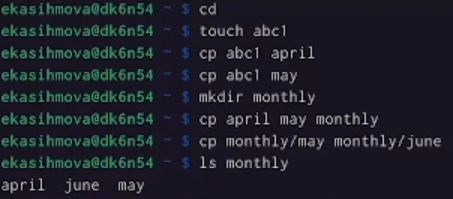 ekasihmova@dk6n54 ~ $ cd
ekasihmova@dk6n54 ~ $ touch abc1
ekasihmova@dk6n54 ~ $ cp abc1 april
ekasihmova@dk6n54 ~ $ cp abc1 may
ekasihmova@dk6n54 ~ $ mkdir monthly
ekasihmova@dk6n54 ~ $ cp april may monthly
ekasihmova@dk6n54 ~ $ cp monthly/may monthly/june
ekasihmova@dk6n54 ~ $ ls monthly
april  june  may